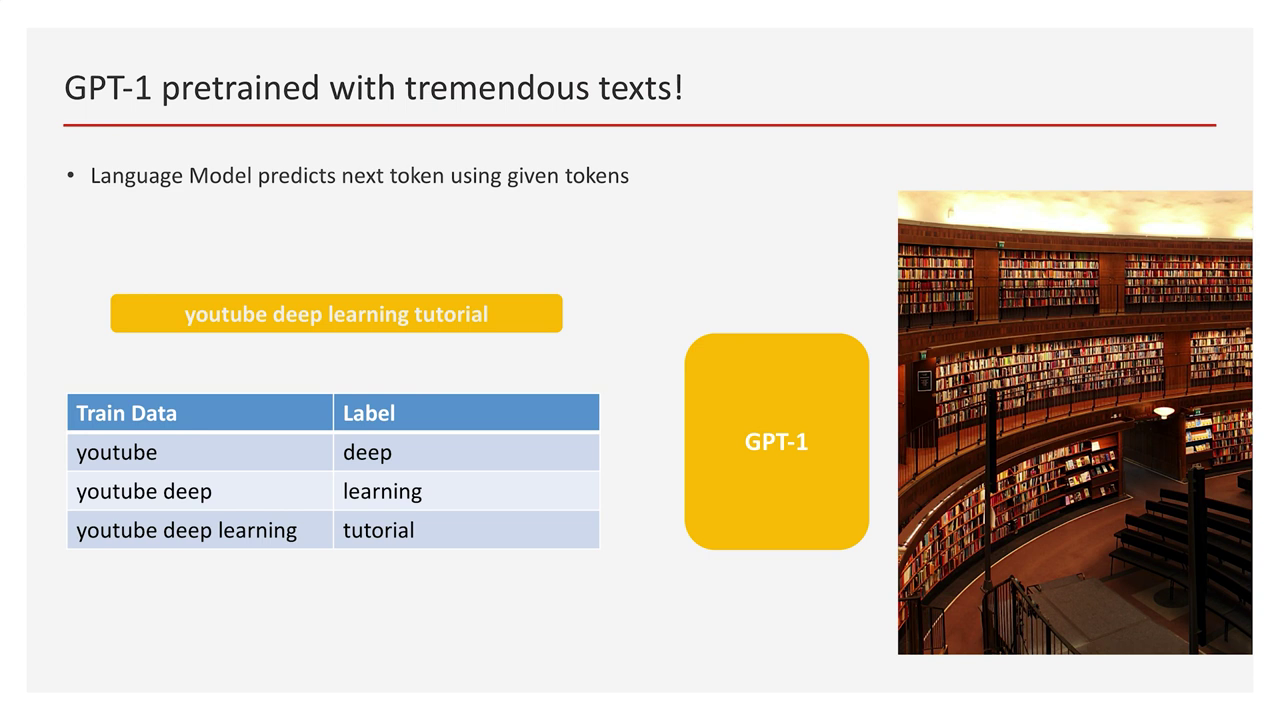 GPT-1 pretrained with tremendous texts!
• Language Model predicts next token using given tokens
youtube deep learning tutorial
Train Data Label
youtube deep
youtube deep learning
youtube deep learning tutorial
GPT-1